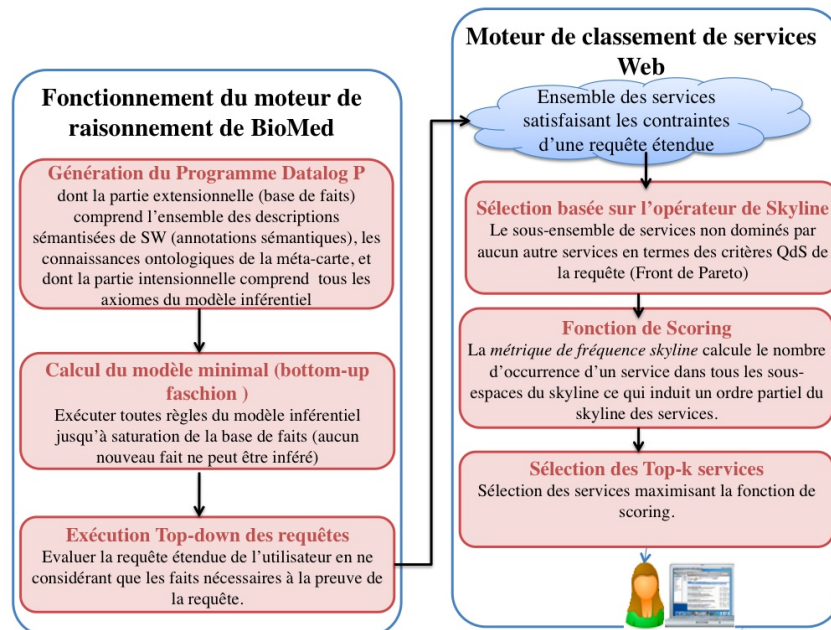 Fonctionnement du moteur de
raisonnement de BioMed
Génération du Programme Datalog P
dont la partie extensionnelle (base de faits)
comprend l'ensemble des descriptions
sémantisées de SW (annotations sémantiques), les
connaissances ontologiques de la méta-carte, et
dont la partie intensionnelle comprend tous les
axiomes du modèle inférentiel
Calcul du modèle minimal (bottom-up
faschion )
Exécuter toutes règles du modèle inférentiel
jusqu'à saturation de la base de faits (aucun
nouveau fait ne peut être inféré)
Exécution Top-down des requêtes
Evaluer la requête étendue de l'utilisateur en ne
considérant que les faits nécessaires à la preuve de
la requête.
Moteur de classement de services
Web
Ensemble des services
satisfaisant les contraintes
d'une requête étendue
Sélection basée sur l'opérateur de Skyline
Le sous-ensemble de services non dominés par
aucun autre services en termes des critères QdS de
la requête (Front de Pareto)
Fonction de Scoring
La métrique de fréquence skyline calcule le nombre
d'occurrence d'un service dans tous les sous-
espaces du skyline ce qui induit un ordre partiel du
skyline des services.
Sélection des Top-k services
Sélection des services maximisant la fonction de
scoring.